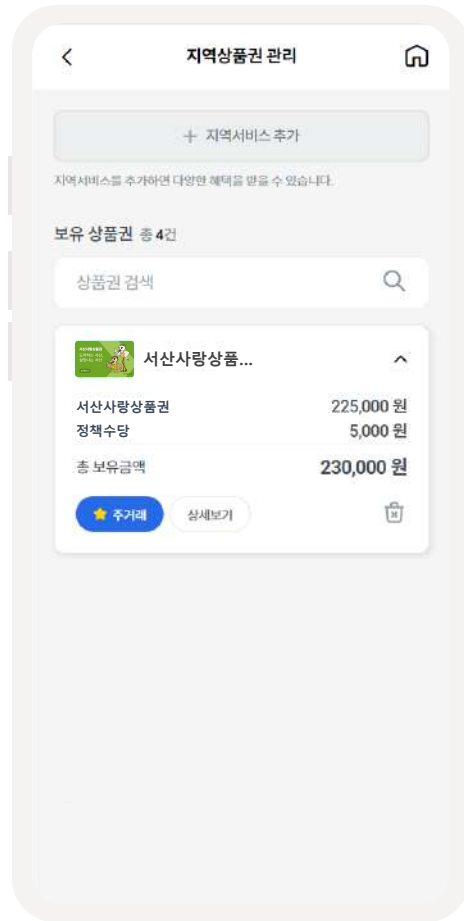 지역상품권 관리
+ 지역서비스 추가
지역서비스를 추가하면 다양한 혜택을 받을 수 있습니다.
보유 상품권 총 4건
상품권 검색
서산사랑상품...
서산사랑상품권 225,000 원
정책수당 5,000 원
총 보유금액 230,000 원
주거래 상세보기